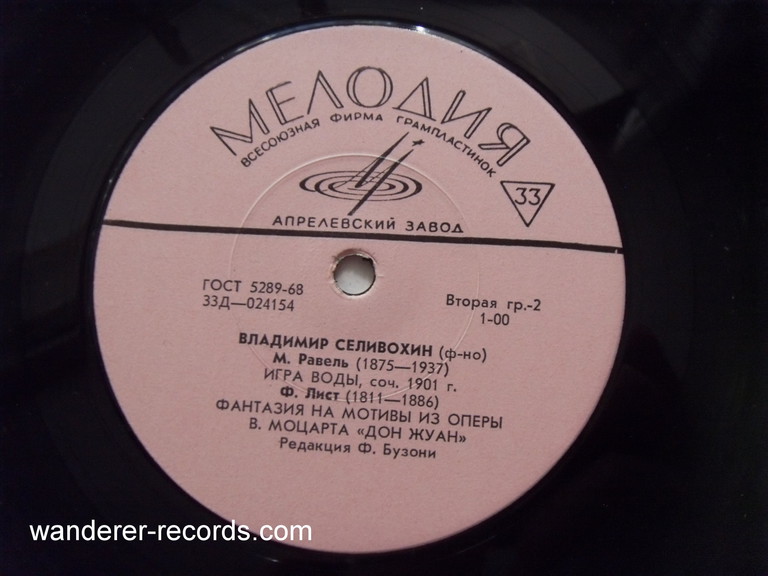 МЕЛОДИЯ
ВСЕСОЮЗНАЯ ФИРМА ГРАМПЛАСТИНОК
33
АПРЕЛЕВСКИЙ ЗАВОД
ГОСТ 5289-68
33Д—024154
Вторая гр.-2
1-00
ВЛАДИМИР СЕЛИВОХИН (ф-но)
М. Равель (1875—1937)
ИГРА ВОДЫ, соч. 1901 г.
Ф. Лист (1811—1886)
ФАНТАЗИЯ НА МОТИВЫ ИЗ ОПЕРЫ
В. МОЦАРТА «ДОН ЖУАН»
Редакция Ф. Бузони
wanderer-records.com